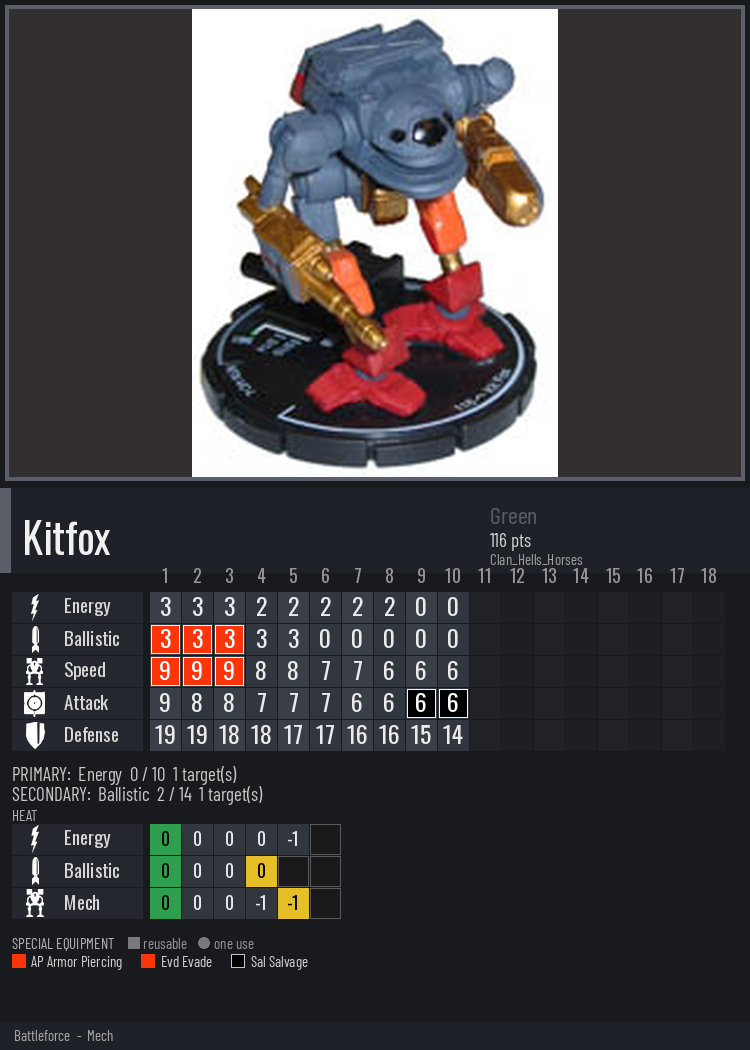 Kitfox
Green
116 pts
Clan_Hells_Horses
1 2 3 4 5 6 7 8 9 10 11 12 13 14 15 16 17 18
Energy 3 3 3 2 2 2 2 2 0 0
Ballistic 3 3 3 3 3 0 0 0 0 0
Speed 9 9 9 8 8 7 7 6 6 6
Attack 9 8 8 7 7 7 6 6 6 6
Defense 19 19 18 18 17 17 16 16 15 14
PRIMARY: Energy 0 / 10 1 target(s)
SECONDARY: Ballistic 2 / 14 1 target(s)
HEAT
Energy 0 0 0 0 -1
Ballistic 0 0 0 0
Mech 0 0 0 -1 -1
SPECIAL EQUIPMENT reusable one use
AP Armor Piercing Evd Evade Sal Salvage
Battleforce - Mech